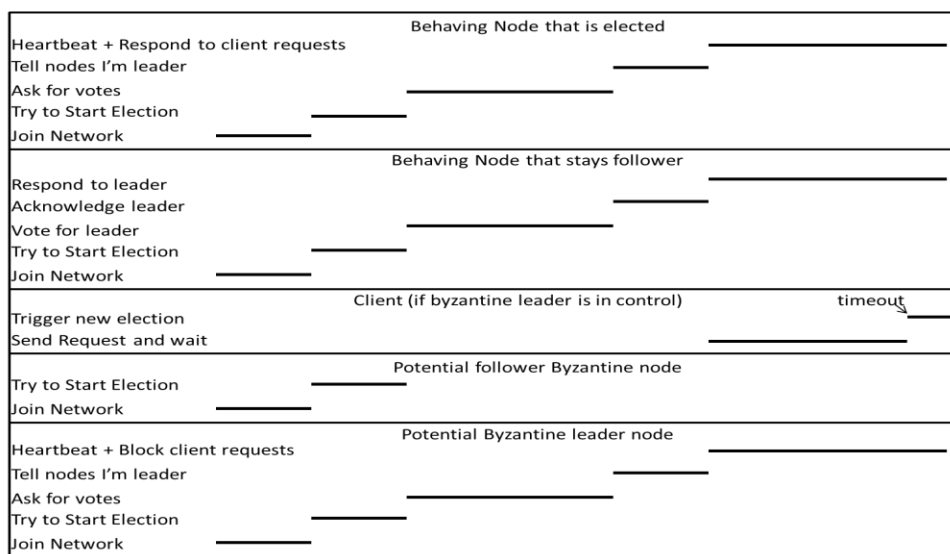 Behaving Node that is elected
Heartbeat + Respond to client requests
Tell nodes I'm leader
Ask for votes
Try to Start Election
Join Network
Behaving Node that stays follower
Respond to leader
Acknowledge leader
Vote for leader
Try to Start Election
Join Network
Client (if byzantine leader is in control) timeout
Trigger new election
Send Request and wait
Potential follower Byzantine node
Try to Start Election
Join Network
Potential Byzantine leader node
Heartbeat + Block client requests
Tell nodes I'm leader
Ask for votes
Try to Start Election
Join Network